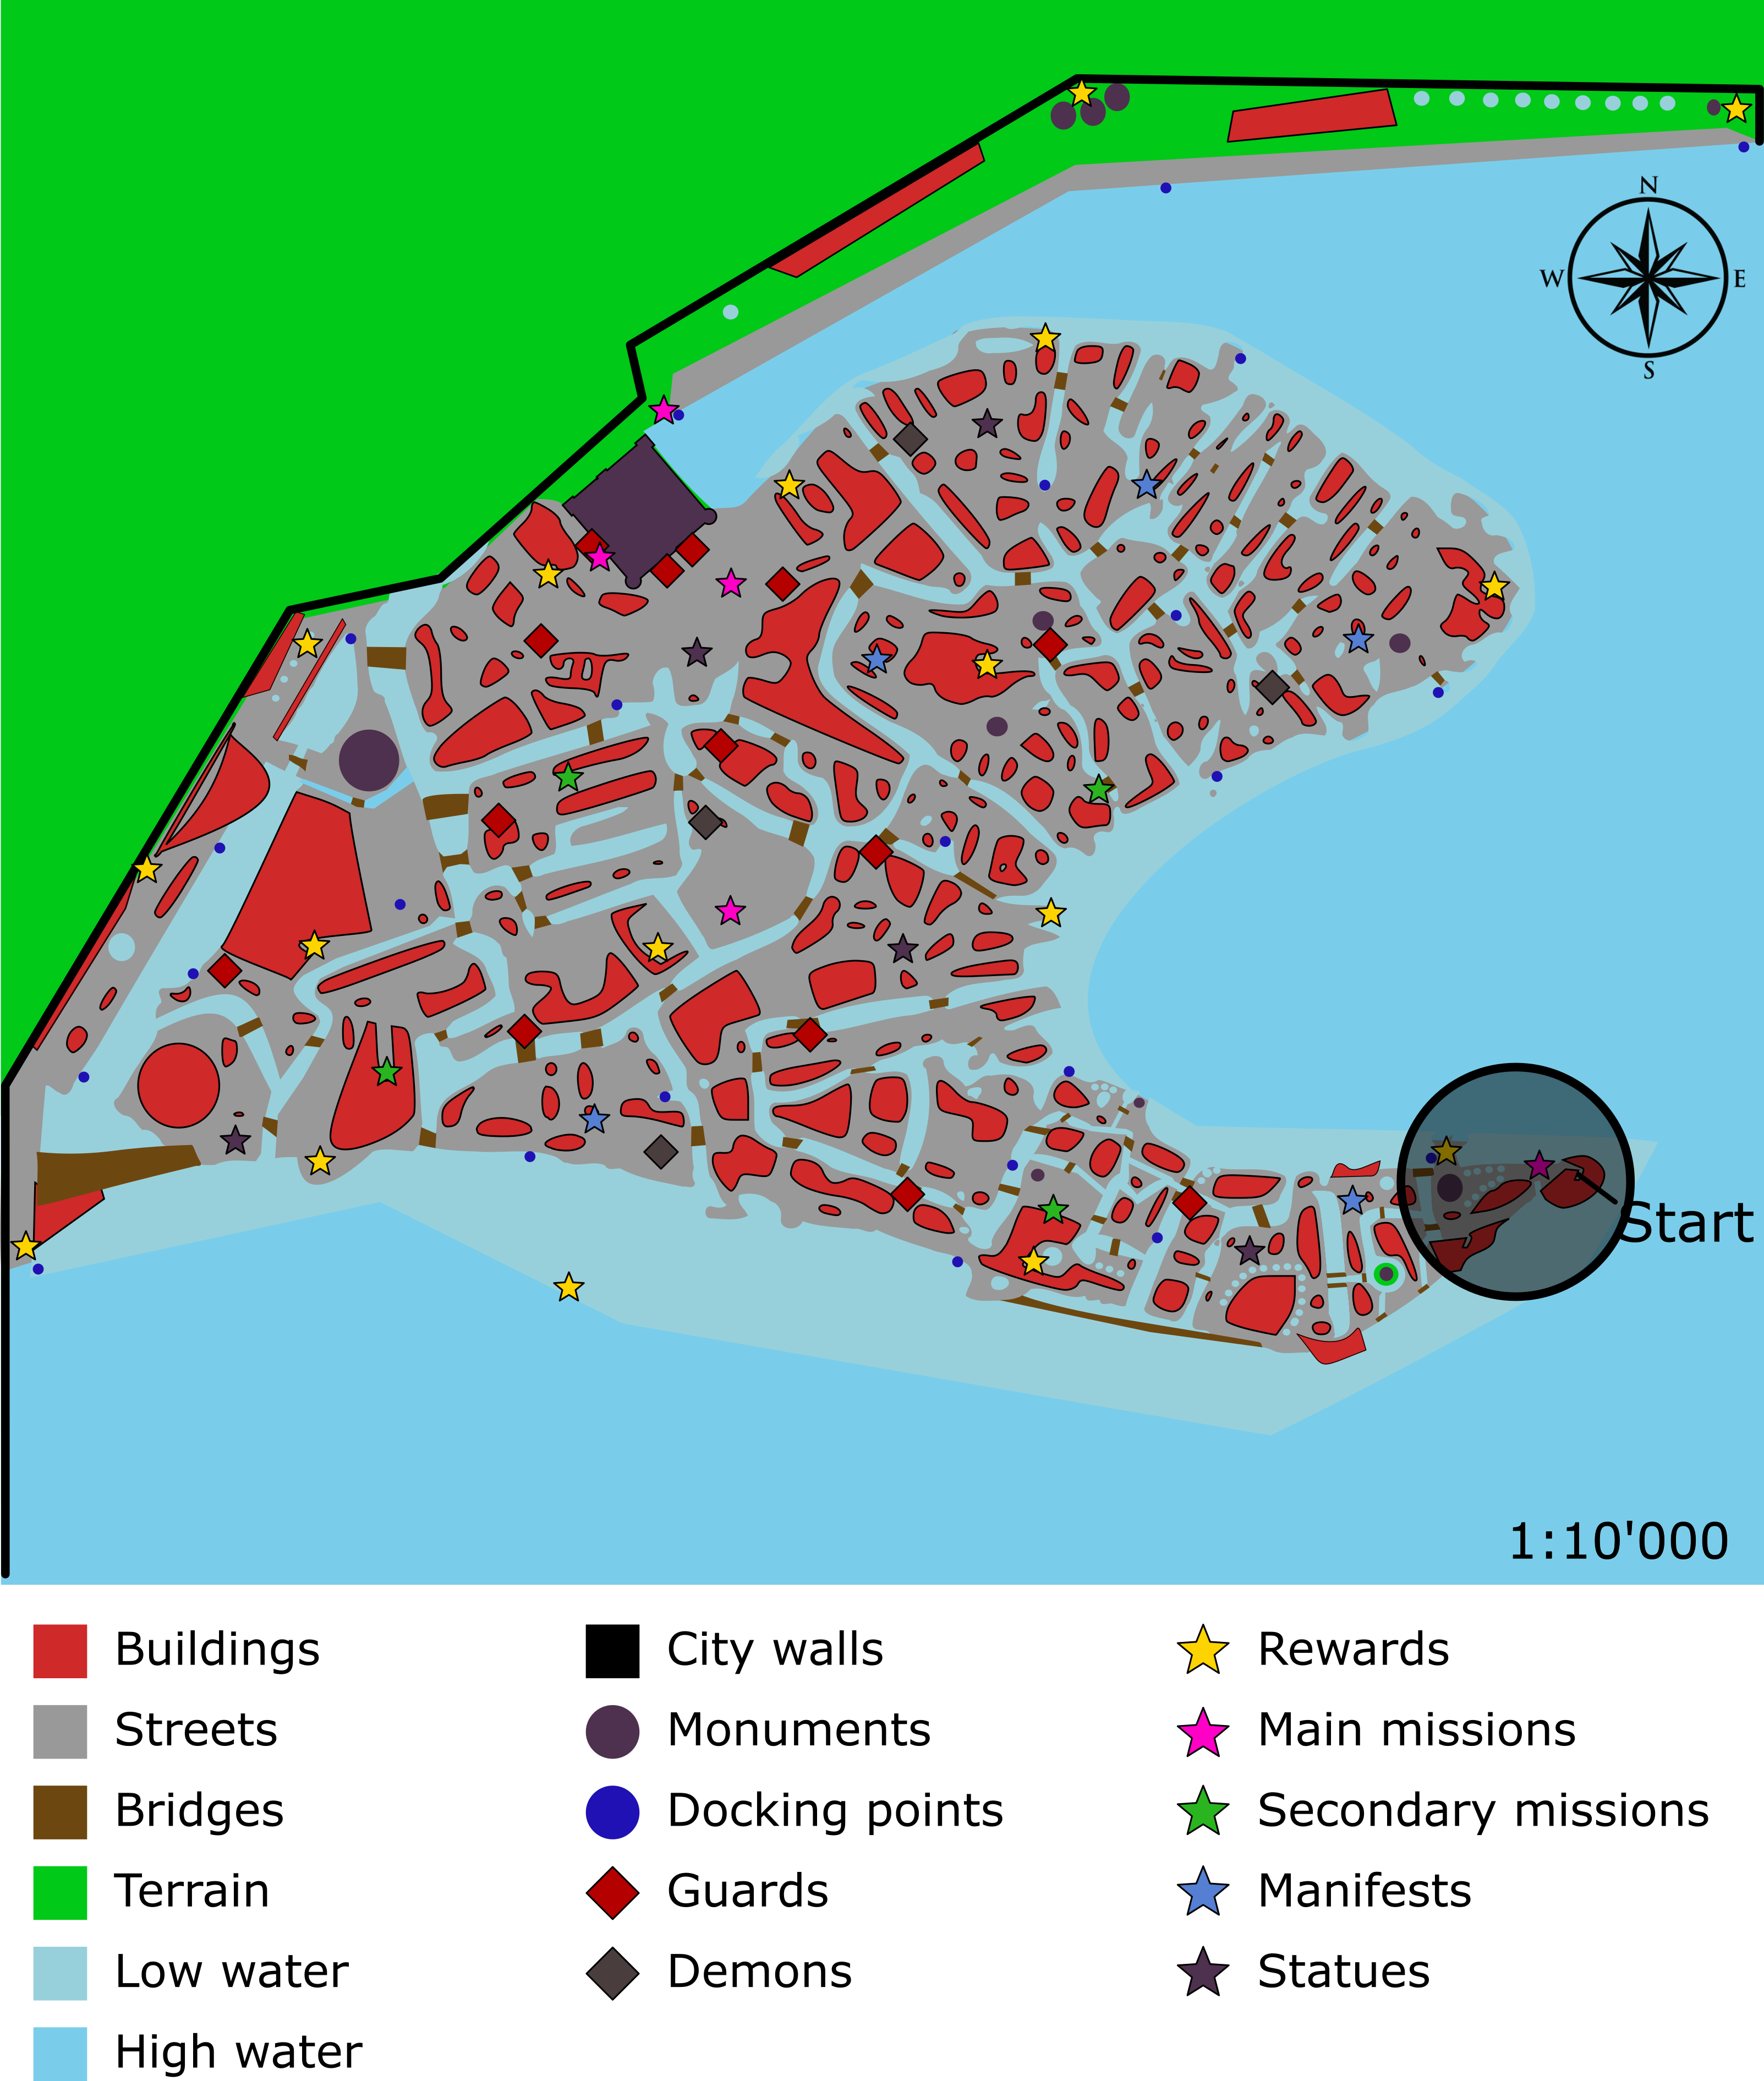 N
W E
S
Start
1:10'000
Buildings City walls Rewards
Streets Monuments Main missions
Bridges Docking points Secondary missions
Terrain Guards Manifests
Low water Demons Statues
High water